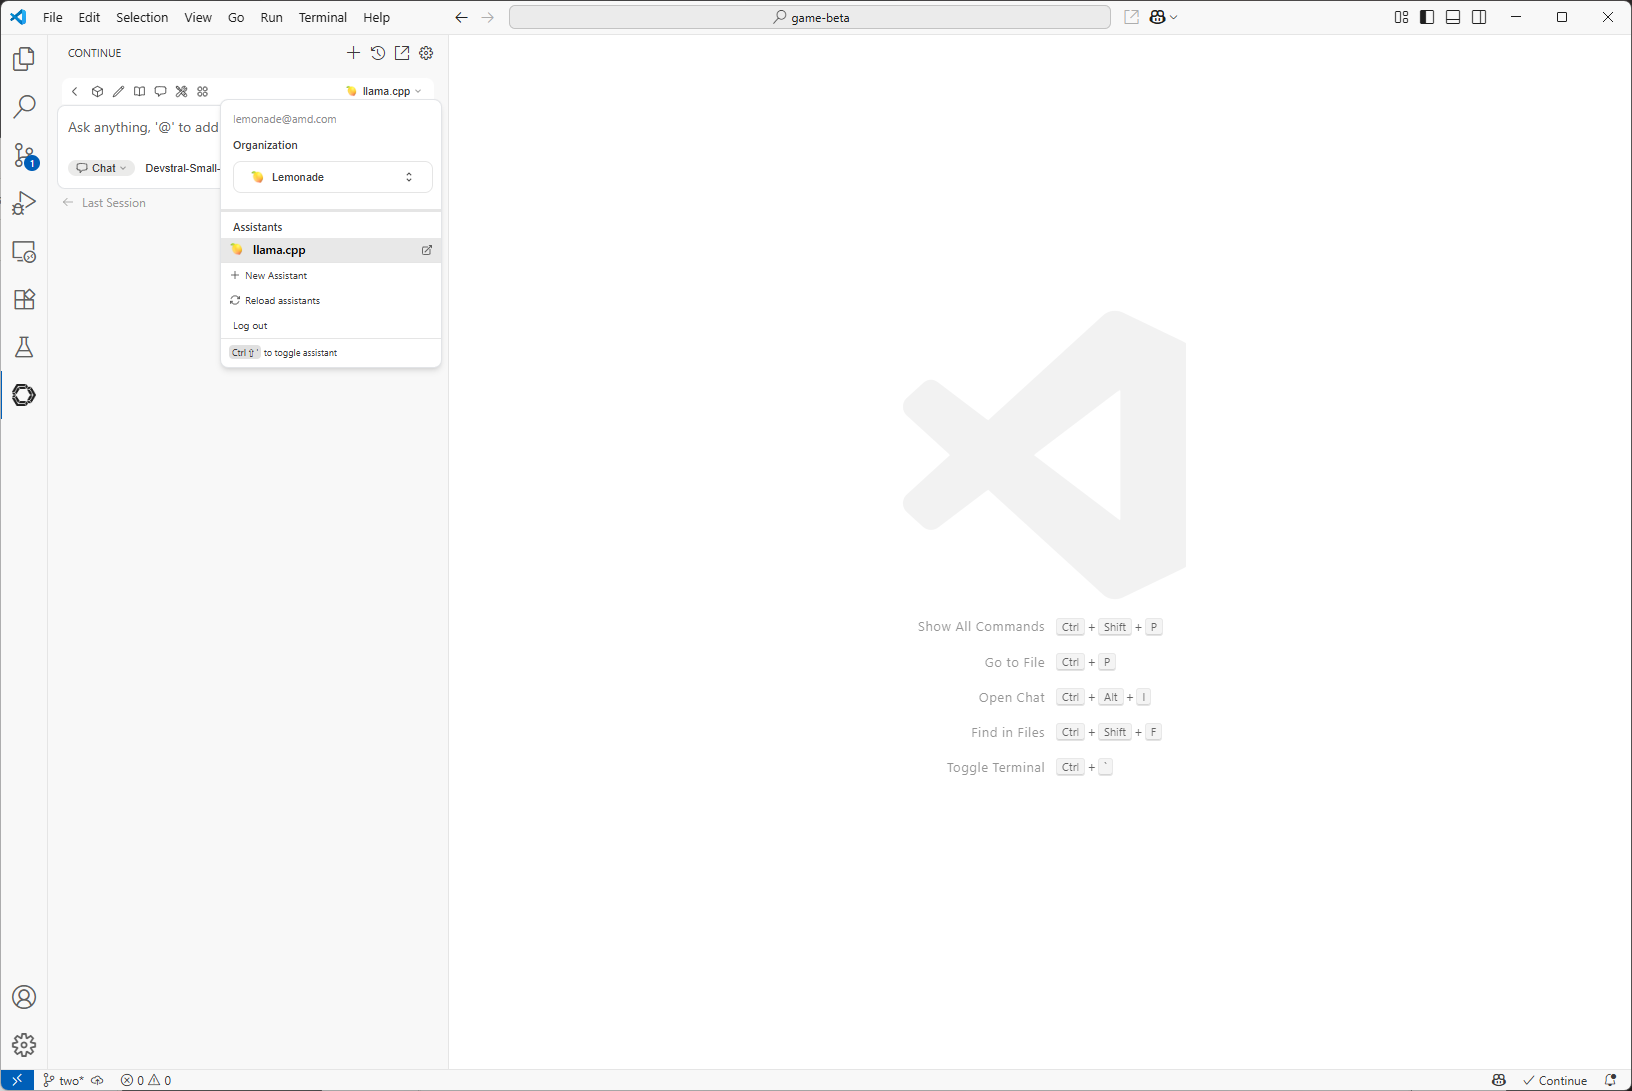 File Edit Selection View Go Run Terminal Help
game-beta
CONTINUE
llama.cpp
Ask anything, '@' to add
Chat
Devstral-Small-
Last Session
lemonade@amd.com
Organization
Lemonade
Assistants
llama.cpp
New Assistant
Reload assistants
Log out
Ctrl ⇧ ' to toggle assistant
1
Show All Commands Ctrl + Shift + P
Go to File Ctrl + P
Open Chat Ctrl + Alt + I
Find in Files Ctrl + Shift + F
Toggle Terminal Ctrl + `
two* 0 0
Continue